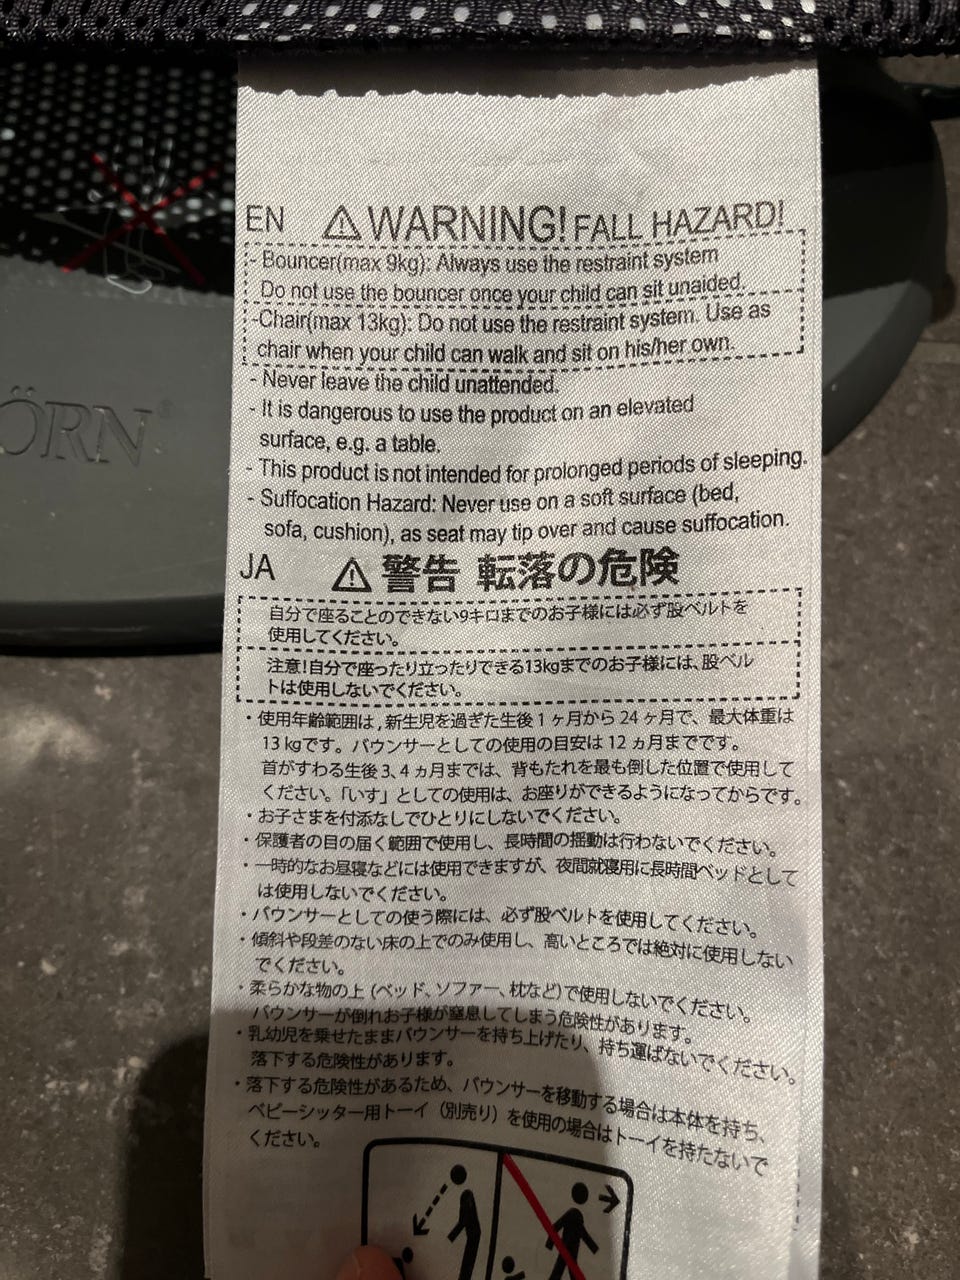 EN ⚠ WARNING! FALL HAZARD!
- Bouncer(max 9kg): Always use the restraint system
Do not use the bouncer once your child can sit unaided.
-Chair(max 13kg): Do not use the restraint system. Use as
chair when your child can walk and sit on his/her own.
- Never leave the child unattended.
- It is dangerous to use the product on an elevated
surface, e.g. a table.
- This product is not intended for prolonged periods of sleeping.
- Suffocation Hazard: Never use on a soft surface (bed,
sofa, cushion), as seat may tip over and cause suffocation.
ÖRN
JA ⚠ 警告 転落の危険
自分で座ることのできない9キロまでのお子様には必ず股ベルトを
使用してください。
注意!自分で座ったり立ったりできる13kgまでのお子様には、股ベル
トは使用しないでください。
・使用年齢範囲は,新生児を過ぎた生後1ヶ月から24ヶ月で、最大体重は
13kgです。バウンサーとしての使用の目安は12ヵ月までです。
首がすわる生後3、4ヵ月までは、背もたれを最も倒した位置で使用して
ください。「いす」としての使用は、お座りができるようになってからです。
・お子さまを付添なしでひとりにしないでください。
・保護者の目の届く範囲で使用し、長時間の揺動は行わないでください。
・一時的なお昼寝などには使用できますが、夜間就寝用に長時間ベッドとして
は使用しないでください。
・バウンサーとしての使う際には、必ず股ベルトを使用してください。
・傾斜や段差のない床の上でのみ使用し、高いところでは絶対に使用しない
でください。
・柔らかな物の上(ベッド、ソファー、枕など)で使用しないでください。
バウンサーが倒れお子様が窒息してしまう危険性があります。
・乳幼児を乗せたままバウンサーを持ち上げたり、持ち運ばないでください。
落下する危険性があります。
・落下する危険性があるため、バウンサーを移動する場合は本体を持ち、
ベビーシッター用トーイ(別売り)を使用の場合はトーイを持たないで
ください。